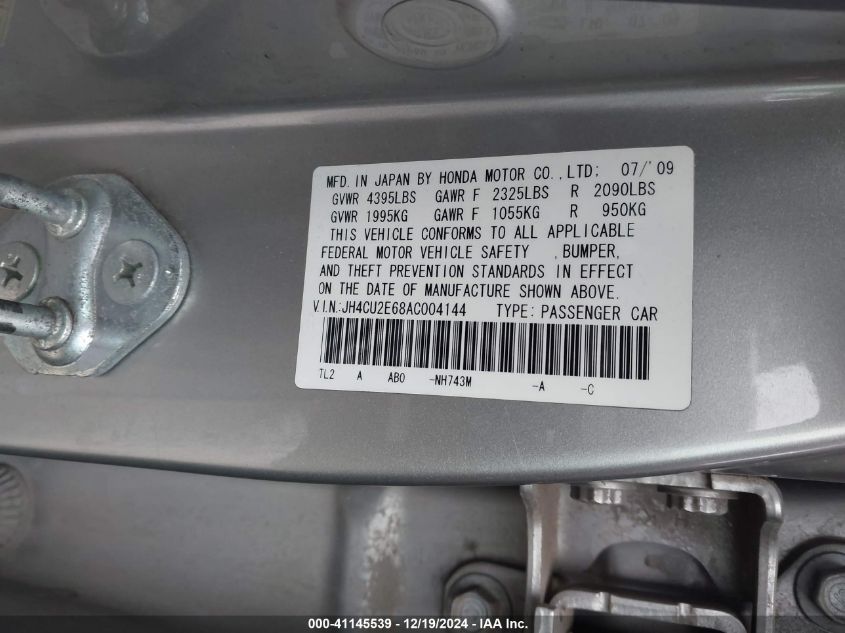 MFD. IN JAPAN BY HONDA MOTOR CO.,LTD: 07/'09
GVWR 4395LBS GAWR F 2325LBS R 2090LBS
GVWR 1995KG GAWR F 1055KG R 950KG
THIS VEHICLE CONFORMS TO ALL APPLICABLE
FEDERAL MOTOR VEHICLE SAFETY , BUMPER,
AND THEFT PREVENTION STANDARDS IN EFFECT
ON THE DATE OF MANUFACTURE SHOWN ABOVE.
V.I.N.:JH4CU2E68AC004144 TYPE: PASSENGER CAR
TL2 A AB0 -NH743M -A -C
000-41145539 - 12/19/2024 - IAA Inc.